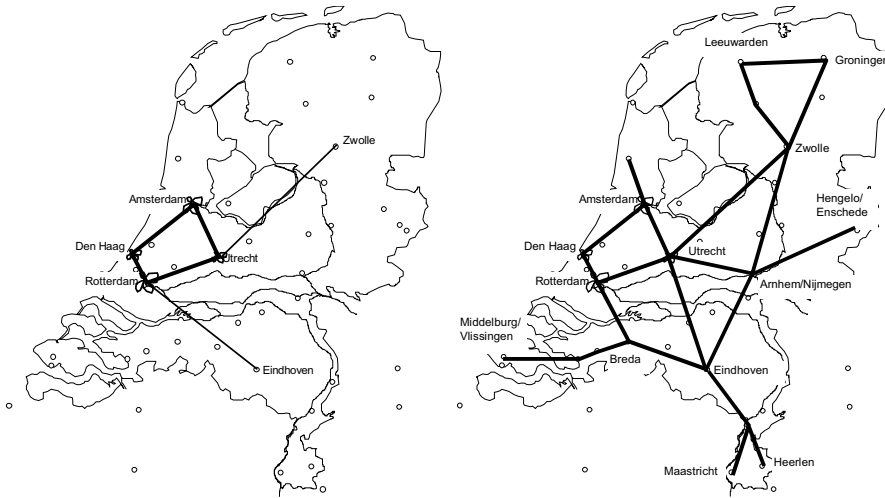 Zwolle
Amsterdam
Den Haag
Utrecht
Rotterdam
Eindhoven
Leeuwarden
Groningen
Zwolle
Hengelo/
Enschede
Amsterdam
Den Haag
Utrecht
Rotterdam
Arnhem/Nijmegen
Middelburg/
Vlissingen
Breda
Eindhoven
Maastricht
Heerlen